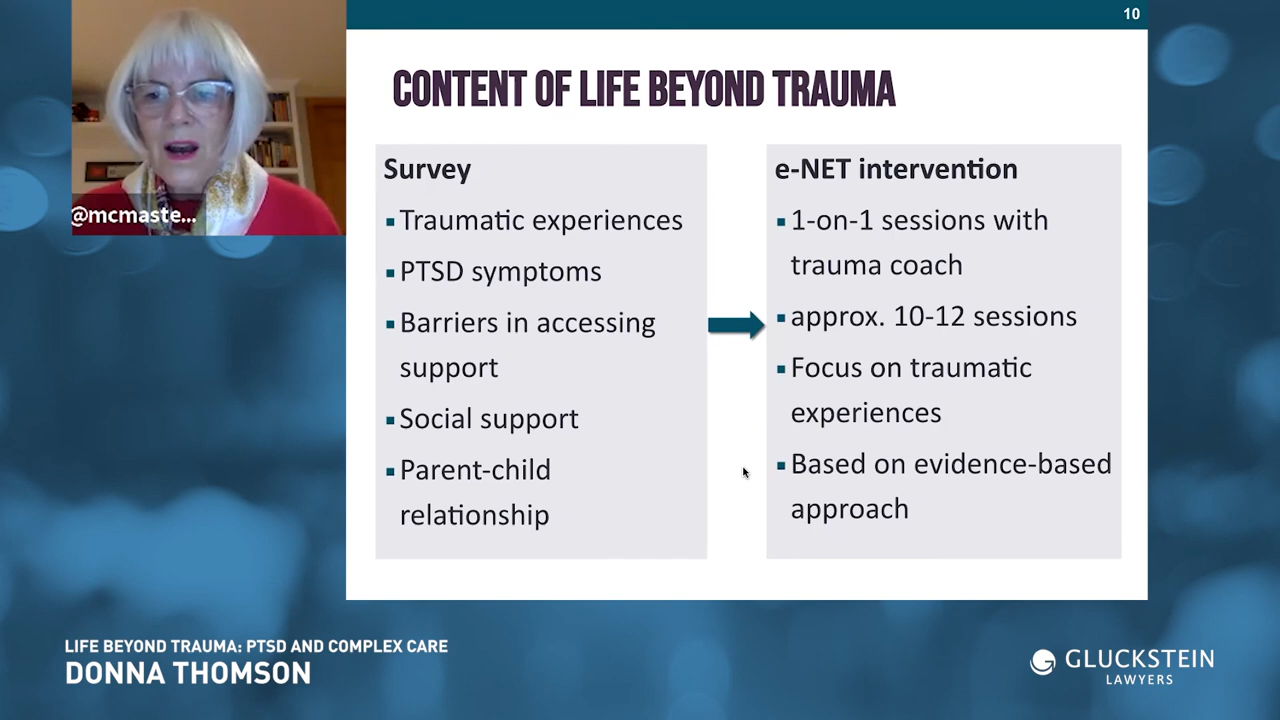 10
CONTENT OF LIFE BEYOND TRAUMA
Survey
▪Traumatic experiences
▪PTSD symptoms
▪Barriers in accessing
support
▪Social support
▪Parent-child
relationship
e-NET intervention
▪1-on-1 sessions with
trauma coach
▪approx. 10-12 sessions
▪Focus on traumatic
experiences
▪Based on evidence-based
approach
@mcmaste...
LIFE BEYOND TRAUMA: PTSD AND COMPLEX CARE
DONNA THOMSON
GLUCKSTEIN
LAWYERS